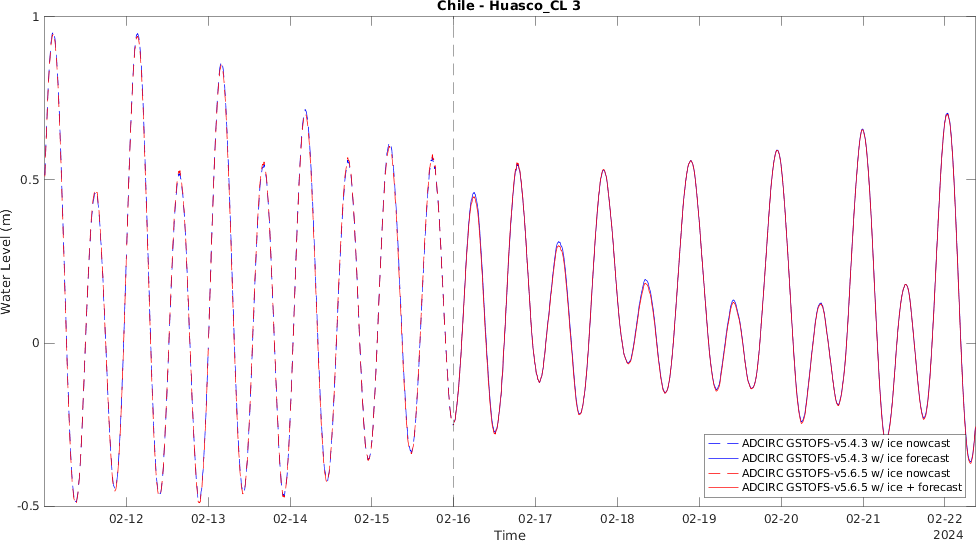 Chile - Huasco_CL 3
1
0.5
0
-0.5
Water Level (m)
02-12 02-13 02-14 02-15 02-16 02-17 02-18 02-19 02-20 02-21 02-22
Time
2024
ADCIRC GSTOFS-v5.4.3 w/ ice nowcast
ADCIRC GSTOFS-v5.4.3 w/ ice forecast
ADCIRC GSTOFS-v5.6.5 w/ ice nowcast
ADCIRC GSTOFS-v5.6.5 w/ ice + forecast